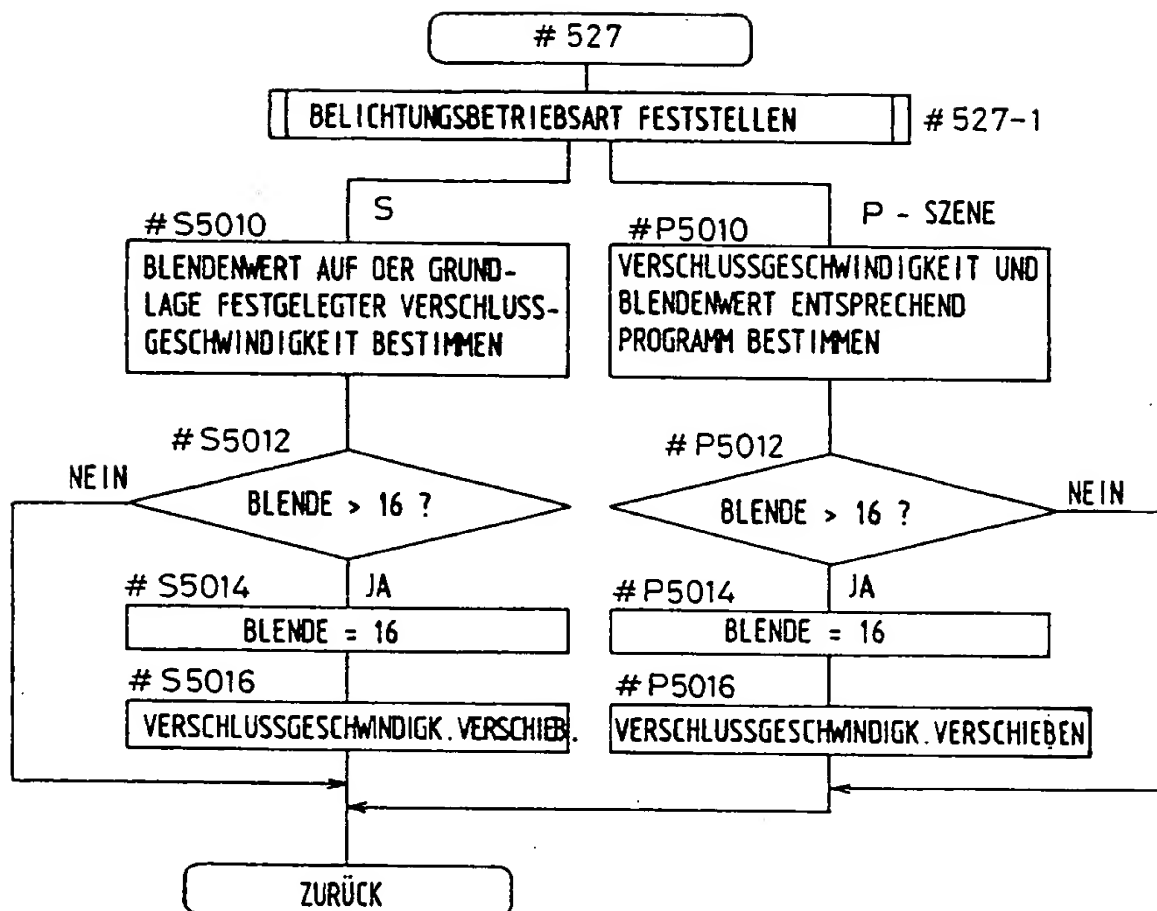 # 527
BELICHTUNGSBETRIEBSART FESTSTELLEN
# 527-1
S
# S5010
BLENDENWERT AUF DER GRUND-
LAGE FESTGELEGTER VERSCHLUSS-
GESCHWINDIGKEIT BESTIMMEN
P - SZENE
# P5010
VERSCHLUSSGESCHWINDIGKEIT UND
BLENDENWERT ENTSPRECHEND
PROGRAMM BESTIMMEN
# S5012
NEIN
BLENDE > 16 ?
JA
# P5012
BLENDE > 16 ?
NEIN
JA
# S5014
BLENDE = 16
# P5014
BLENDE = 16
# S5016
VERSCHLUSSGESCHWINDIGK.VERSCHIEB.
# P5016
VERSCHLUSSGESCHWINDIGK.VERSCHIEBEN
ZURÜCK